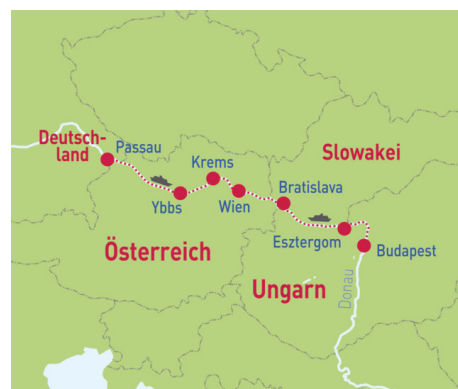 Deutsch-
land
Passau
Krems
Slowakei
Ybbs
Wien
Bratislava
Österreich
Esztergom
Budapest
Ungarn
Donau